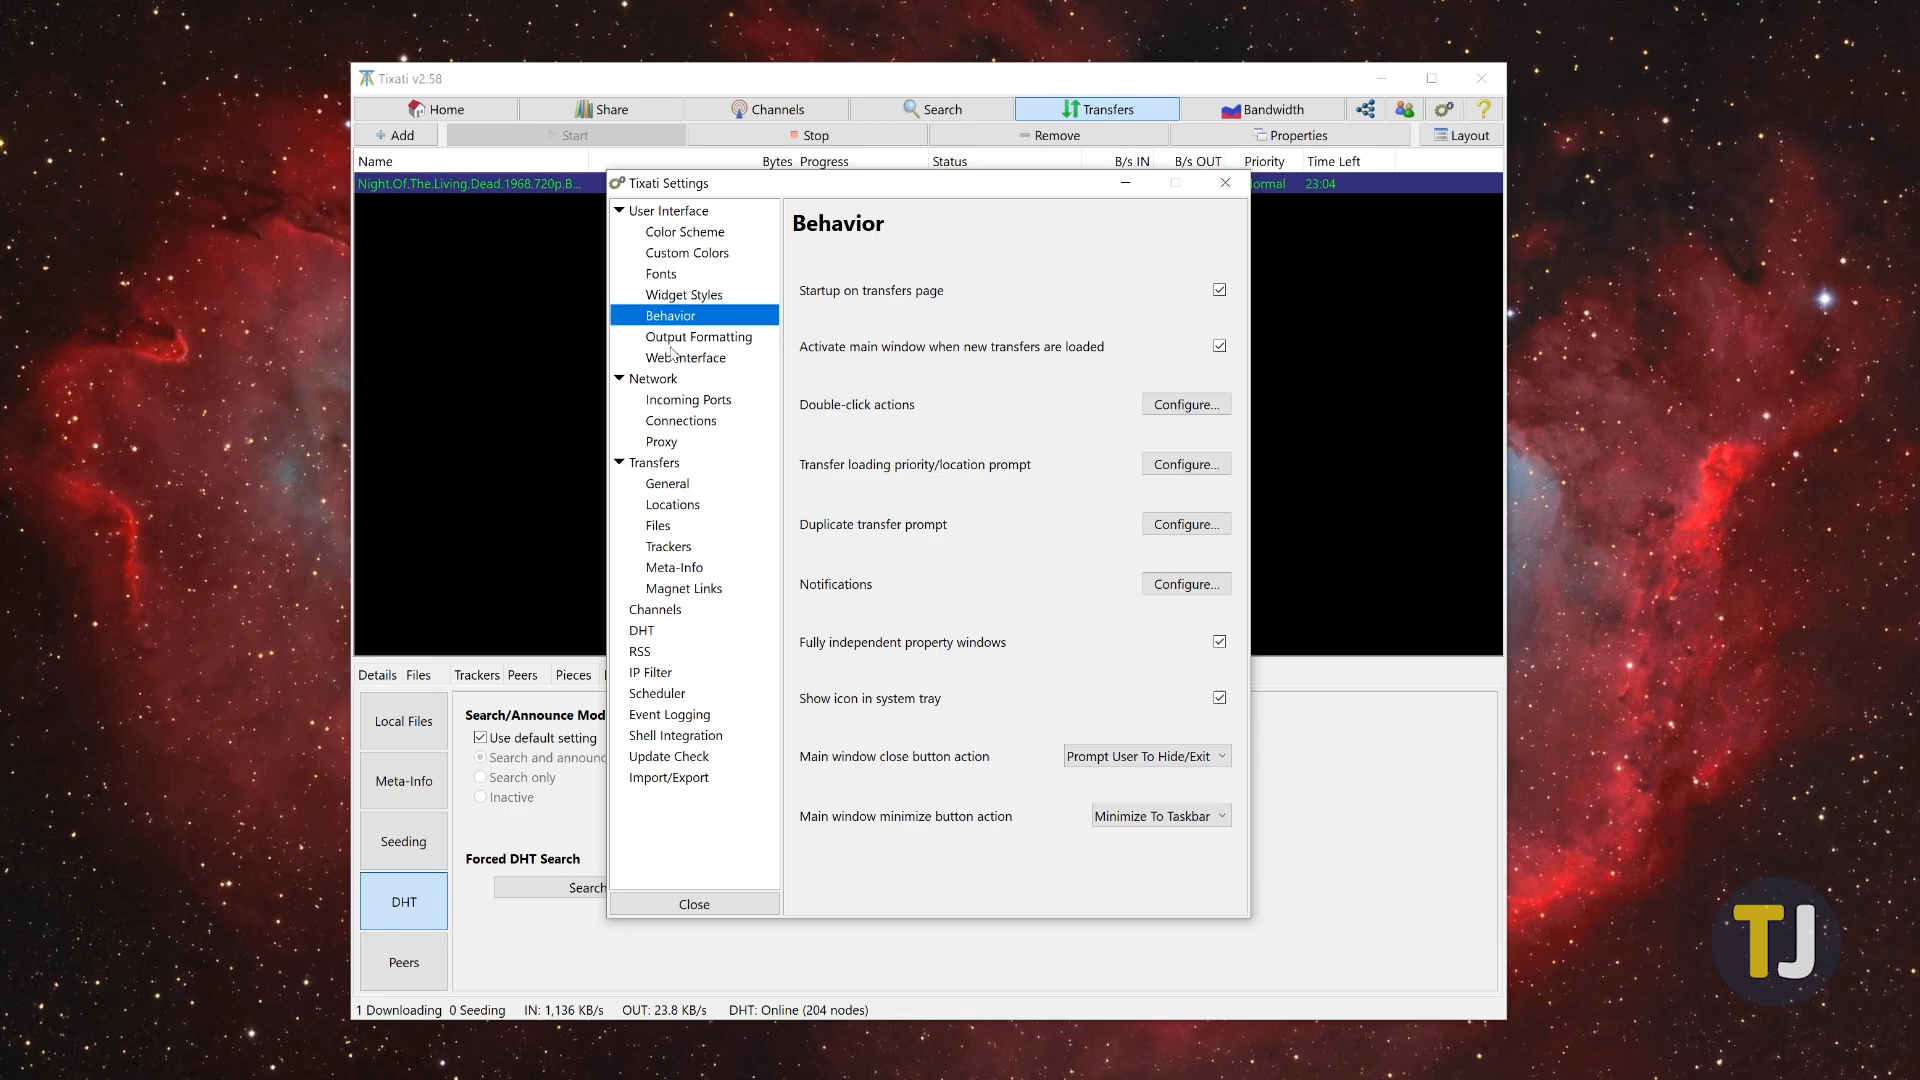 Tixati v2.58
Home Share Channels Search Transfers Bandwidth
Add Start Stop Remove Properties Layout
Name Bytes Progress Status B/s IN B/s OUT Priority Time Left
Night.Of.The.Living.Dead.1968.720p.B... ormal 23:04
Tixati Settings
User Interface
Color Scheme
Custom Colors
Fonts
Widget Styles
Behavior
Output Formatting
Web Interface
Network
Incoming Ports
Connections
Proxy
Transfers
General
Locations
Files
Trackers
Meta-Info
Magnet Links
Channels
DHT
RSS
IP Filter
Scheduler
Event Logging
Shell Integration
Update Check
Import/Export
Close
Behavior
Startup on transfers page
Activate main window when new transfers are loaded
Double-click actions Configure...
Transfer loading priority/location prompt Configure...
Duplicate transfer prompt Configure...
Notifications Configure...
Fully independent property windows
Show icon in system tray
Main window close button action Prompt User To Hide/Exit
Main window minimize button action Minimize To Taskbar
Details Files Trackers Peers Pieces
Local Files
Meta-Info
Seeding
DHT
Peers
Search/Announce Mod
Use default setting
Search and announc
Search only
Inactive
Forced DHT Search
Search
1 Downloading 0 Seeding IN: 1,136 KB/s OUT: 23.8 KB/s DHT: Online (204 nodes)
TJ